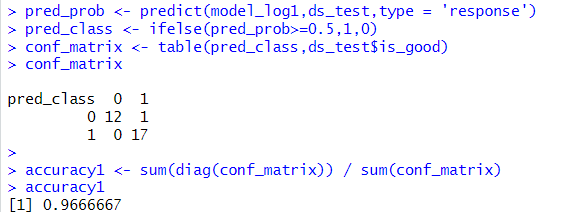 > pred_prob <- predict(model_log1,ds_test,type = 'response')
> pred_class <- ifelse(pred_prob>=0.5,1,0)
> conf_matrix <- table(pred_class,ds_test$is_good)
> conf_matrix
pred_class  0  1
         0 12  1
         1  0 17
>
> accuracy1 <- sum(diag(conf_matrix)) / sum(conf_matrix)
> accuracy1
[1] 0.9666667